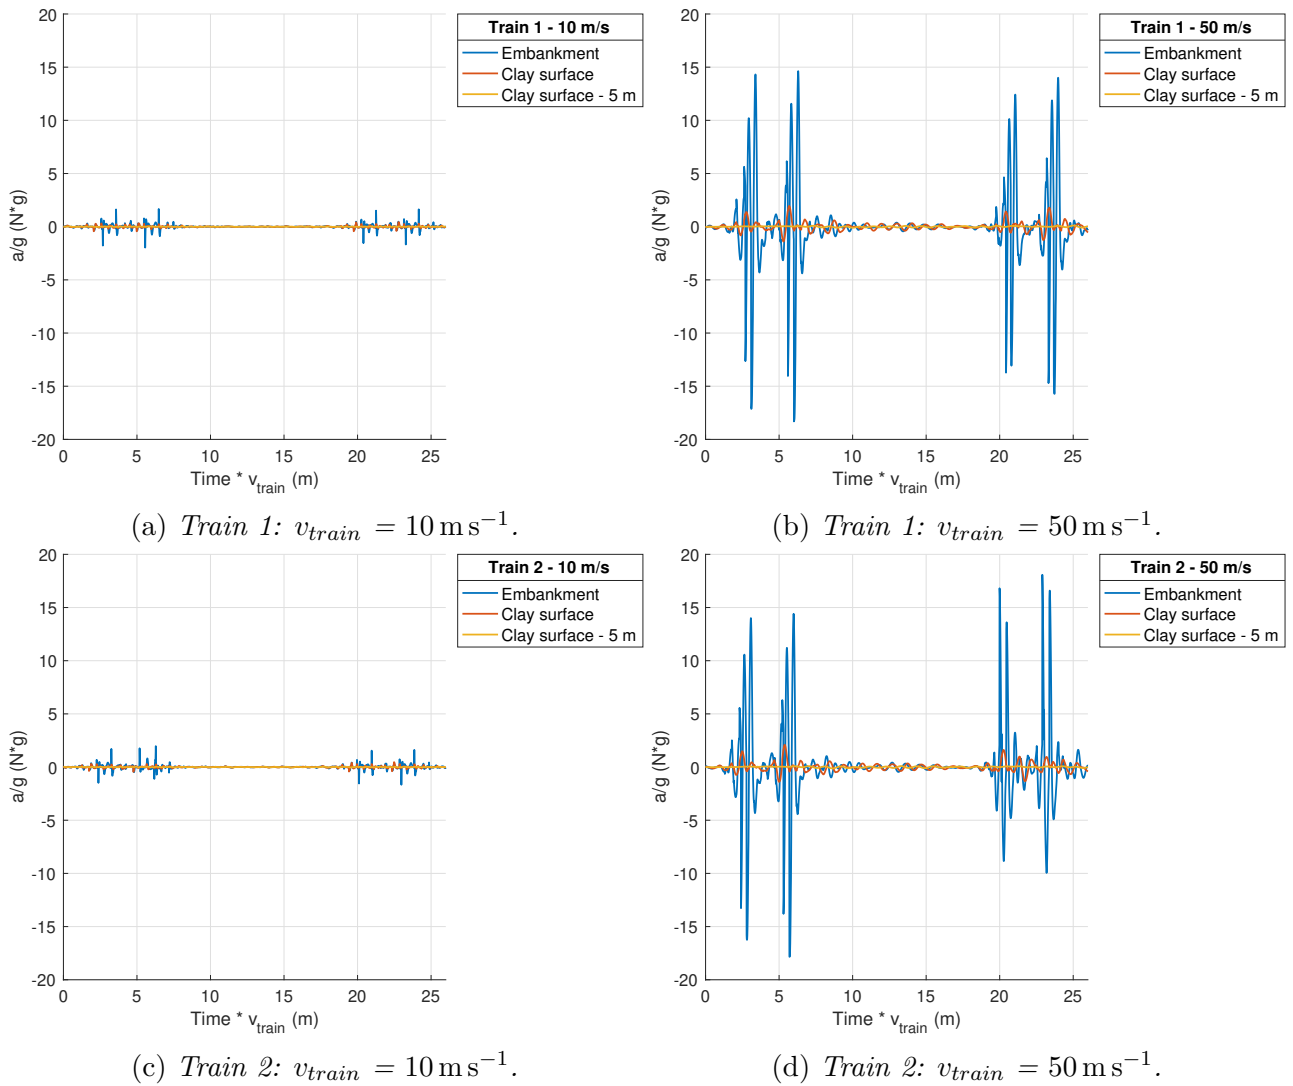 Train 1 - 10 m/s
Embankment
Clay surface
Clay surface - 5 m
20
15
10
5
0
-5
-10
-15
-20
a/g (N*g)
0 5 10 15 20 25
Time * v_train (m)
(a) Train 1: v_train = 10 m s⁻¹.
Train 1 - 50 m/s
Embankment
Clay surface
Clay surface - 5 m
20
15
10
5
0
-5
-10
-15
-20
a/g (N*g)
0 5 10 15 20 25
Time * v_train (m)
(b) Train 1: v_train = 50 m s⁻¹.
Train 2 - 10 m/s
Embankment
Clay surface
Clay surface - 5 m
20
15
10
5
0
-5
-10
-15
-20
a/g (N*g)
0 5 10 15 20 25
Time * v_train (m)
(c) Train 2: v_train = 10 m s⁻¹.
Train 2 - 50 m/s
Embankment
Clay surface
Clay surface - 5 m
20
15
10
5
0
-5
-10
-15
-20
a/g (N*g)
0 5 10 15 20 25
Time * v_train (m)
(d) Train 2: v_train = 50 m s⁻¹.